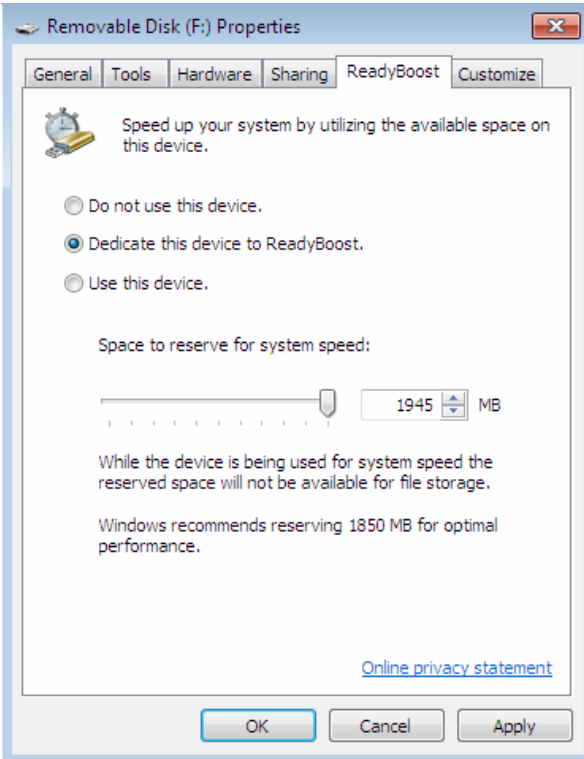 Removable Disk (F:) Properties
General Tools Hardware Sharing ReadyBoost Customize
Speed up your system by utilizing the available space on
this device.
Do not use this device.
Dedicate this device to ReadyBoost.
Use this device.
Space to reserve for system speed:
1945 MB
While the device is being used for system speed the
reserved space will not be available for file storage.
Windows recommends reserving 1850 MB for optimal
performance.
Online privacy statement
OK Cancel Apply